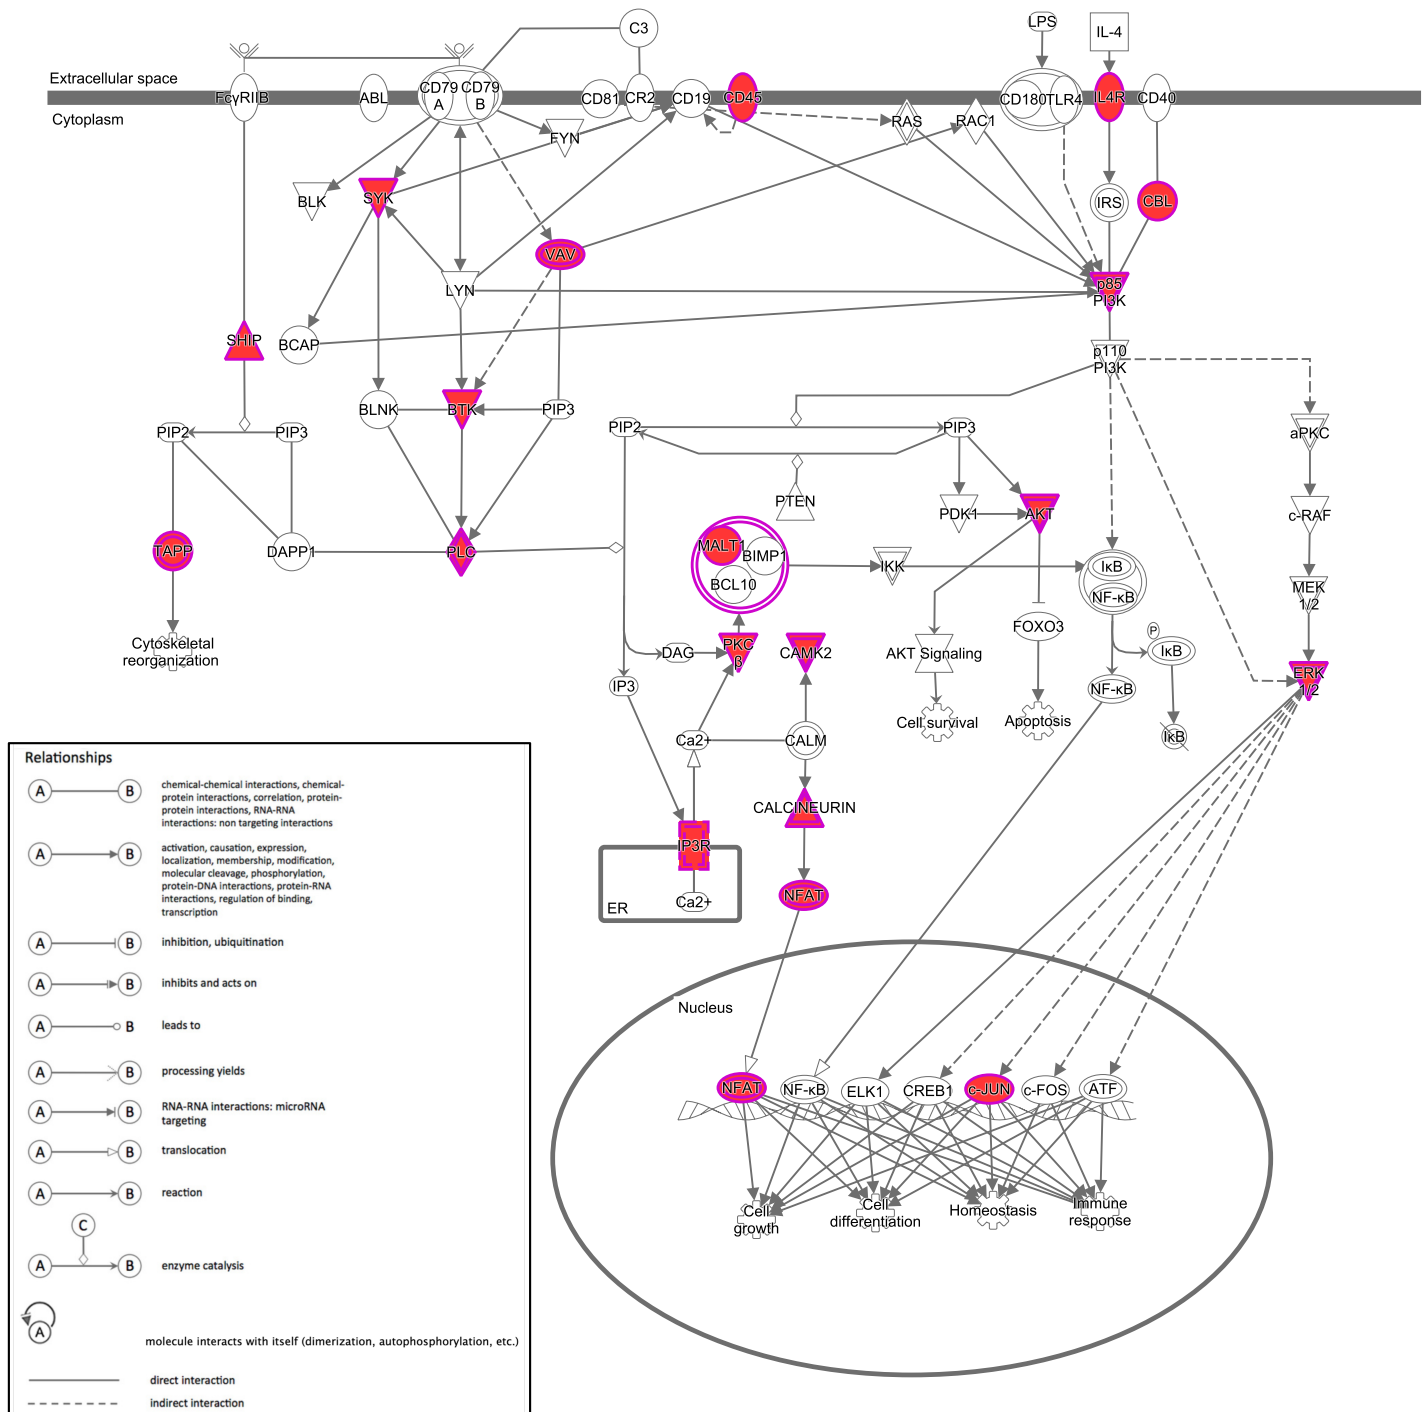 C3
LPS
IL-4
Extracellular space
FcγRIIB
ABL
CD79
A
CD79
B
CD81
CR2
CD19
CD45
CD180
TLR4
IL4R
CD40
Cytoplasm
FYN
RAS
RAC1
BLK
SYK
IRS
CBL
VAV
LYN
p85
PI3K
SHIP
BCAP
p110
PI3K
BLNK
BTK
PIP3
PIP2
PIP3
PIP2
PIP3
aPKC
PTEN
PDK1
AKT
c-RAF
TAPP
DAPP1
PLC
MALT1
BIMP1
BCL10
IKK
IκB
NF-κB
MEK
1/2
Cytoskeletal
reorganization
DAG
PKC
β
CAMK2
AKT Signaling
FOXO3
P
IκB
IP3
NF-κB
ERK
1/2
Cell survival
Apoptosis
IκB
Ca2+
CALM
CALCINEURIN
IP3R
NFAT
Ca2+
ER
Nucleus
NFAT
NF-κB
ELK1
CREB1
c-JUN
c-FOS
ATF
Cell
growth
Cell
differentiation
Homeostasis
Immune
response
Relationships
A
B
chemical-chemical interactions, chemical-
protein interactions, correlation, protein-
protein interactions, RNA-RNA
interactions: non targeting interactions
A
B
activation, causation, expression,
localization, membership, modification,
molecular cleavage, phosphorylation,
protein-DNA interactions, protein-RNA
interactions, regulation of binding,
transcription
A
B
inhibition, ubiquitination
A
B
inhibits and acts on
A
B
leads to
A
B
processing yields
A
B
RNA-RNA interactions: microRNA
targeting
A
B
translocation
A
B
reaction
C
A
B
enzyme catalysis
A
molecule interacts with itself (dimerization, autophosphorylation, etc.)
direct interaction
indirect interaction